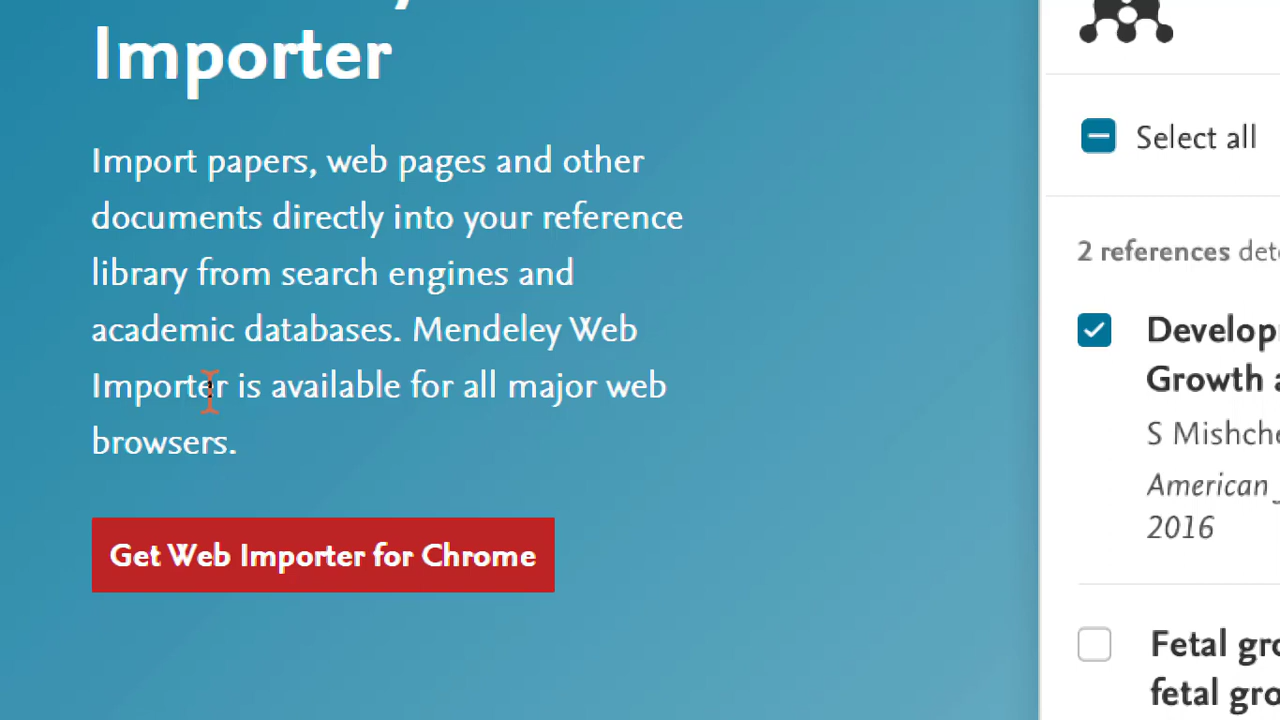 Importer
Import papers, web pages and other
documents directly into your reference
library from search engines and
academic databases. Mendeley Web
Importer is available for all major web
browsers.
Get Web Importer for Chrome
Select all
2 references
Growth
S
American
2016
Fetal
fetal